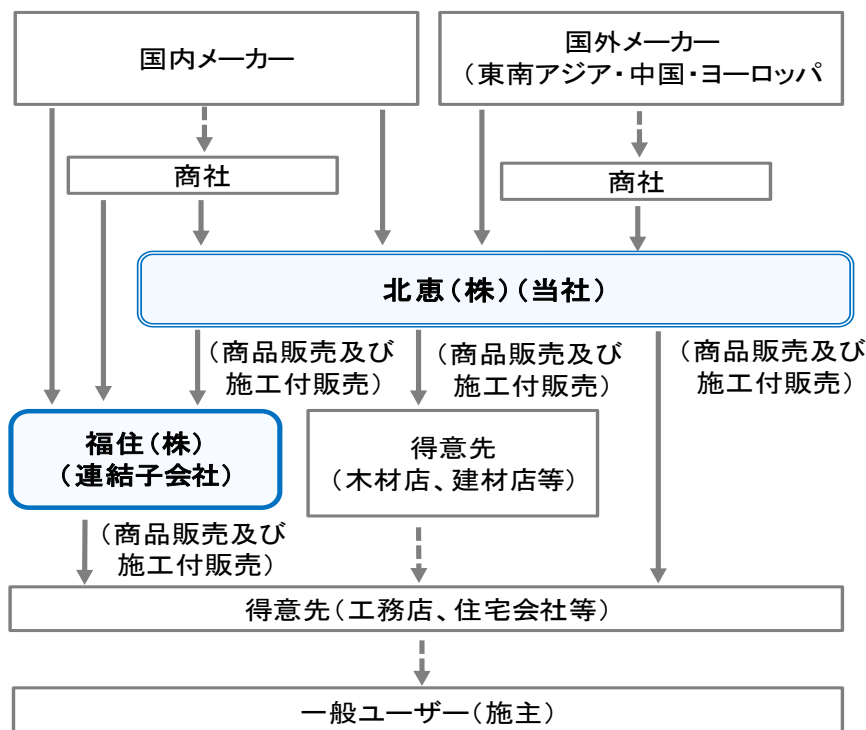 国内メーカー
国外メーカー
（東南アジア・中国・ヨーロッパ
商社
商社
北恵（株）（当社）
（商品販売及び
施工付販売）
（商品販売及び
施工付販売）
（商品販売及び
施工付販売）
福住（株）
（連結子会社）
得意先
（木材店、建材店等）
（商品販売及び
施工付販売）
得意先（工務店、住宅会社等）
一般ユーザー（施主）